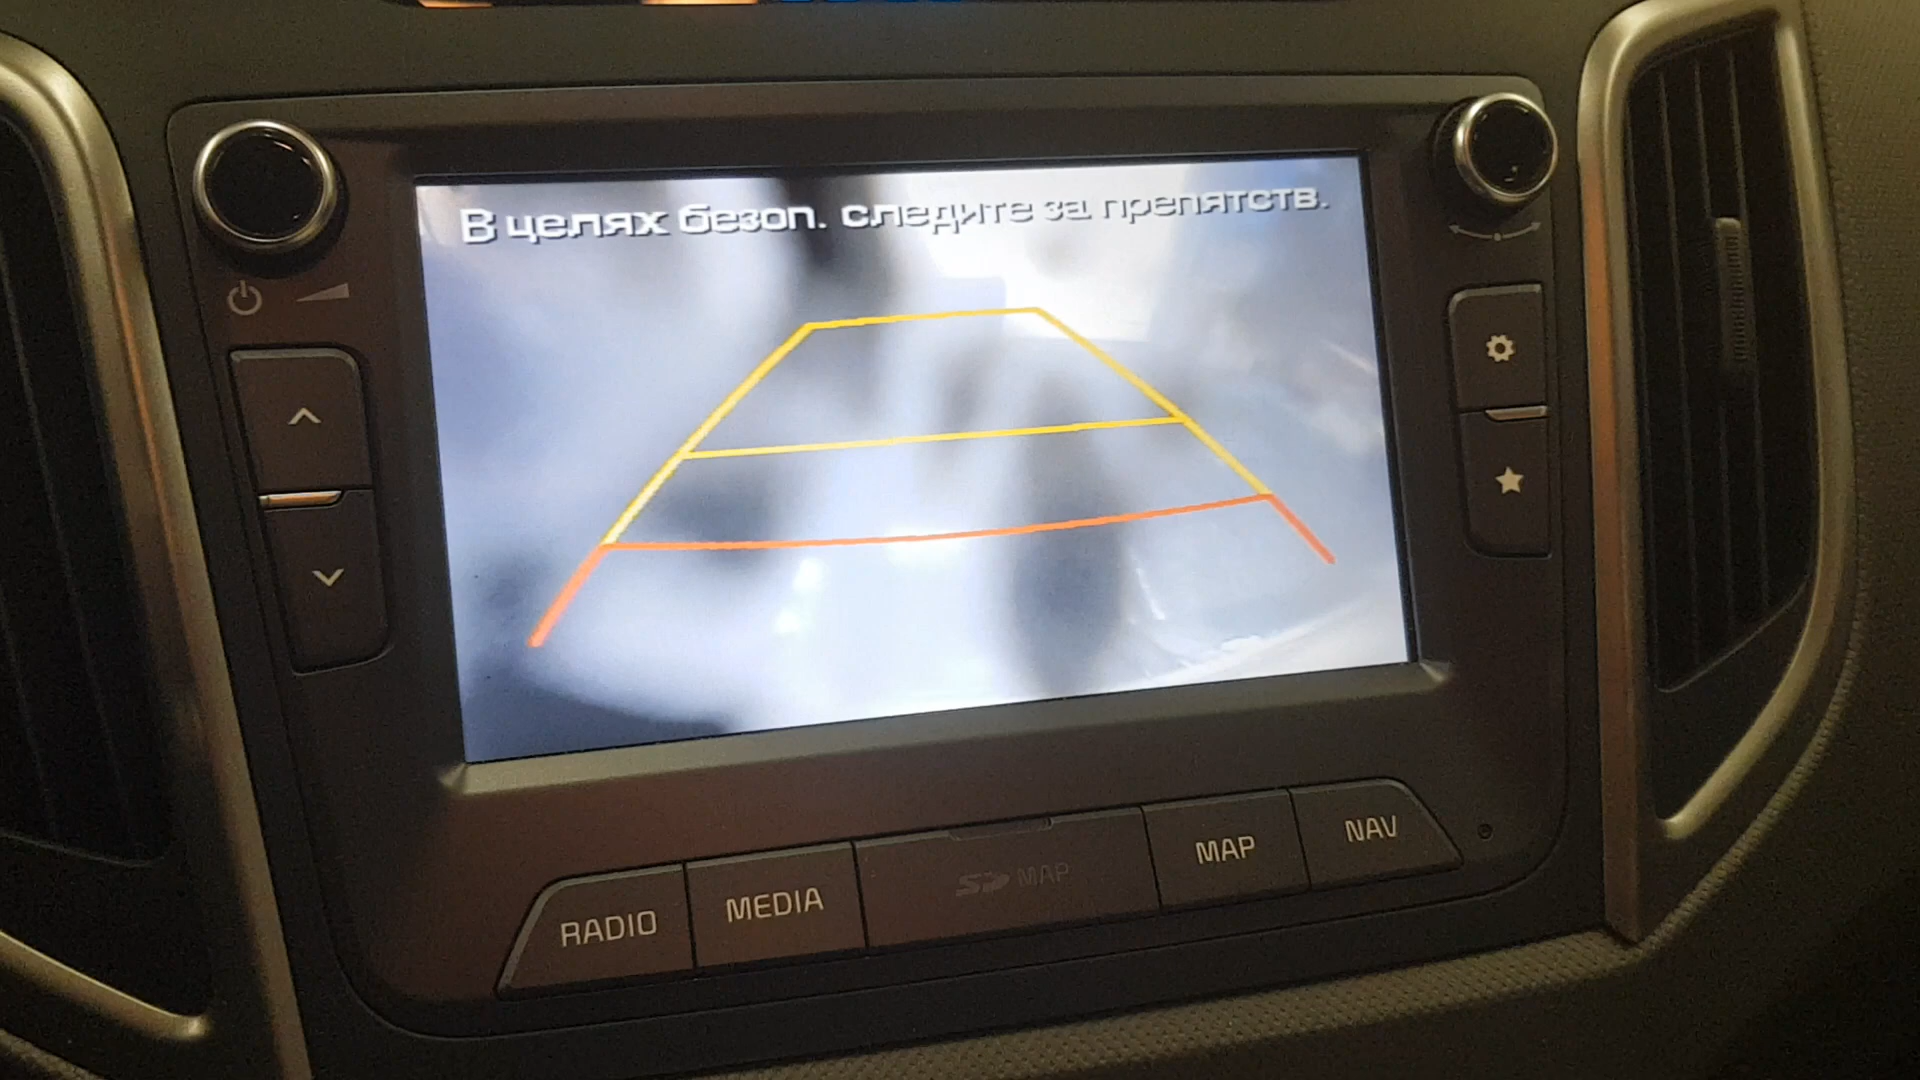 В целях безоп. следите за препятств.
RADIO
MEDIA
SD MAP
MAP
NAV